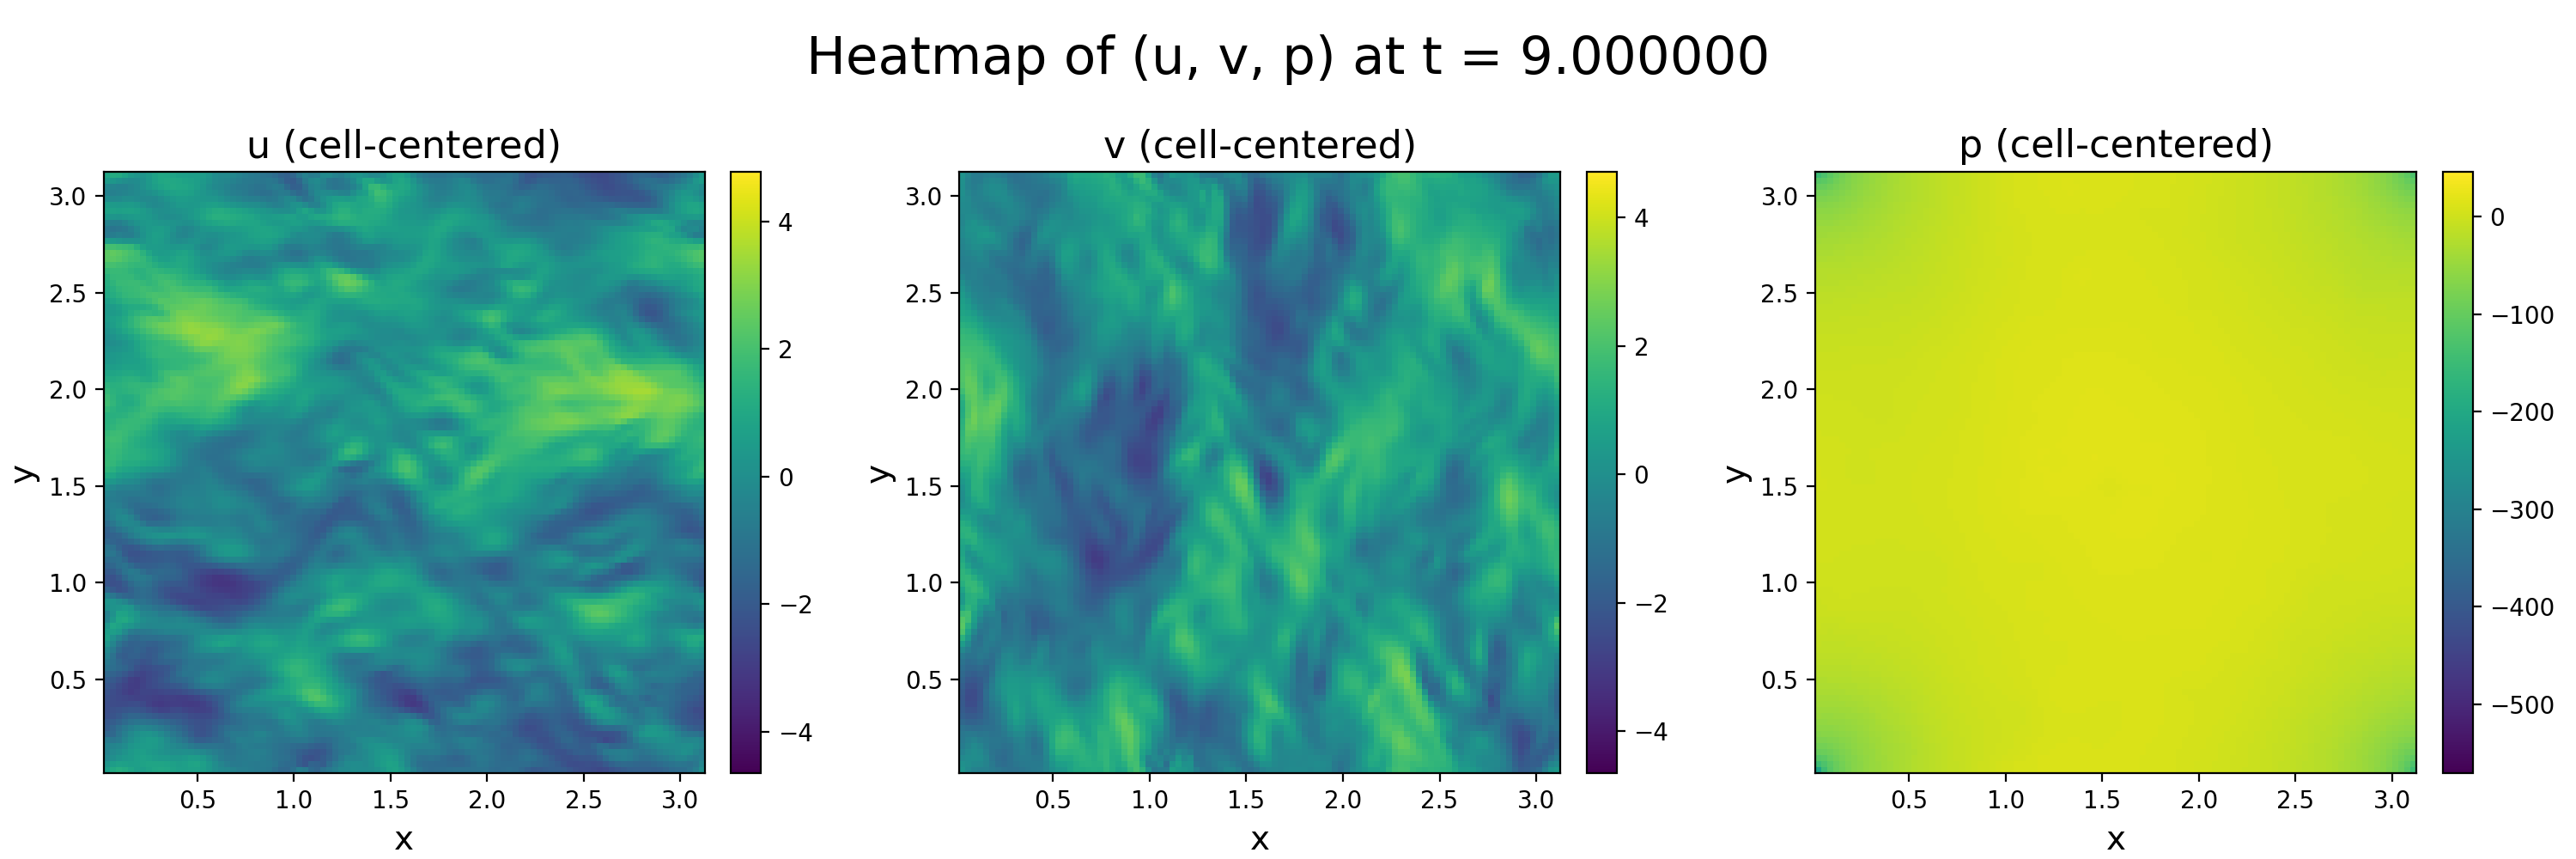 Heatmap of (u, v, p) at t = 9.000000
u (cell-centered)
3.0
2.5
2.0
1.5
1.0
0.5
y
0.5 1.0 1.5 2.0 2.5 3.0
x
4
2
0
−2
−4
v (cell-centered)
3.0
2.5
2.0
1.5
1.0
0.5
y
0.5 1.0 1.5 2.0 2.5 3.0
x
4
2
0
−2
−4
p (cell-centered)
3.0
2.5
2.0
1.5
1.0
0.5
y
0.5 1.0 1.5 2.0 2.5 3.0
x
0
−100
−200
−300
−400
−500